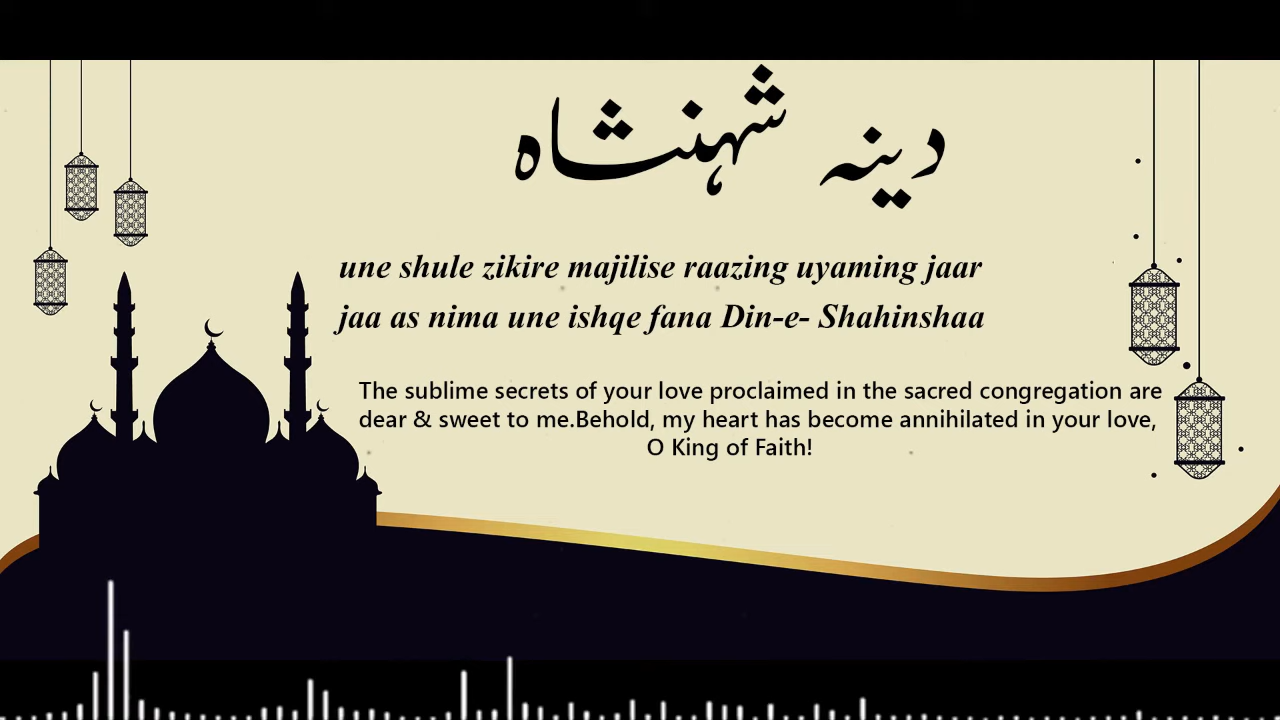 دینہ شہنشاہ
une shule zikire majilise raazing uyaming jaar
jaa as nima une ishqe fana Din-e- Shahinshaa
The sublime secrets of your love proclaimed in the sacred congregation are
dear & sweet to me.Behold, my heart has become annihilated in your love,
O King of Faith!